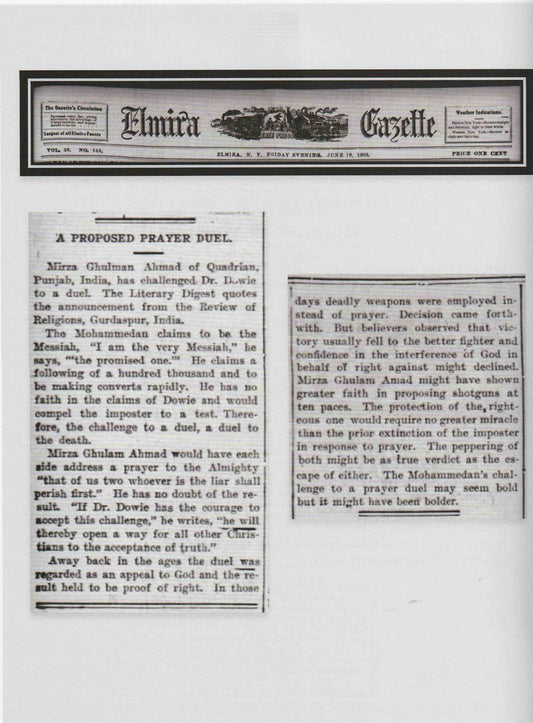 The Gazette's Circulation
Largest of all Elmira Papers
Elmira Gazette
Weather Indications.
VOL. 99. NO. 143.
ELMIRA, N. Y. FRIDAY EVENING, JUNE 19, 1903.
PRICE ONE CENT
A PROPOSED PRAYER DUEL.
Mirza Ghulman Ahmad of Quadrian,
Punjab, India, has challenged Dr. Dowie
to a duel. The Literary Digest quotes
the announcement from the Review of
Religions, Gurdaspur, India.
The Mohammedan claims to be the
Messiah, "I am the very Messiah," he
says, "'the promised one.'" He claims a
following of a hundred thousand and to
be making converts rapidly. He has no
faith in the claims of Dowie and would
compel the imposter to a test. There-
fore, the challenge to a duel, a duel to
the death.
Mirza Ghulam Ahmad would have each
side address a prayer to the Almighty
"that of us two whoever is the liar shall
perish first." He has no doubt of the re-
sult. "If Dr. Dowie has the courage to
accept this challenge," he writes, "he will
thereby open a way for all other Chris-
tians to the acceptance of truth."
Away back in the ages the duel was
regarded as an appeal to God and the re-
sult held to be proof of right. In those
days deadly weapons were employed in-
stead of prayer. Decision came forth-
with. But believers observed that vic-
tory usually fell to the better fighter and
confidence in the interference of God in
behalf of right against might declined.
Mirza Ghulam Amad might have shown
greater faith in proposing shotguns at
ten paces. The protection of the right-
eous one would require no greater miracle
than the prior extinction of the imposter
in response to prayer. The peppering of
both might be as true verdict as the es-
cape of either. The Mohammedan's chal-
lenge to a prayer duel may seem bold
but it might have been bolder.